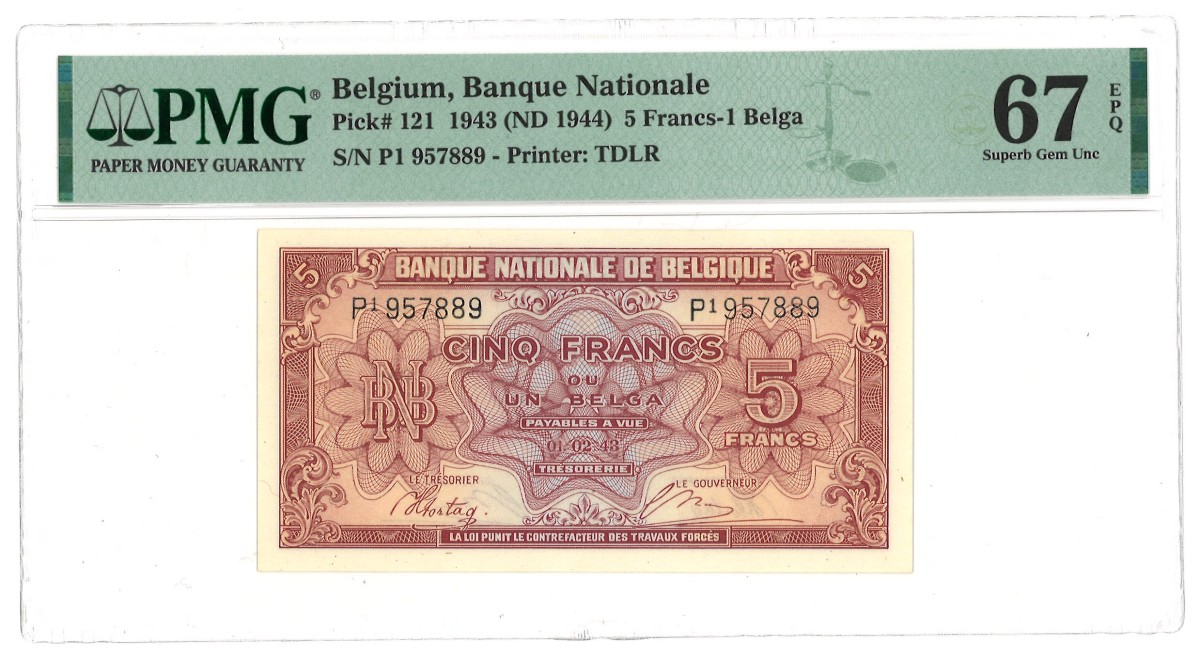 PMG®
PAPER MONEY GUARANTY
Belgium, Banque Nationale
Pick# 121 1943 (ND 1944) 5 Francs-1 Belga
S/N P1 957889 - Printer: TDLR
67
EPQ
Superb Gem Unc
5
BANQUE NATIONALE DE BELGIQUE
5
P1 957889
P1 957889
CINQ FRANCS
OU
UN BELGA
PAYABLES A VUE
01.02.43
TRÉSORERIE
BNB
5
FRANCS
LE TRÉSORIER
LE GOUVERNEUR
LA LOI PUNIT LE CONTREFACTEUR DES TRAVAUX FORCÉS